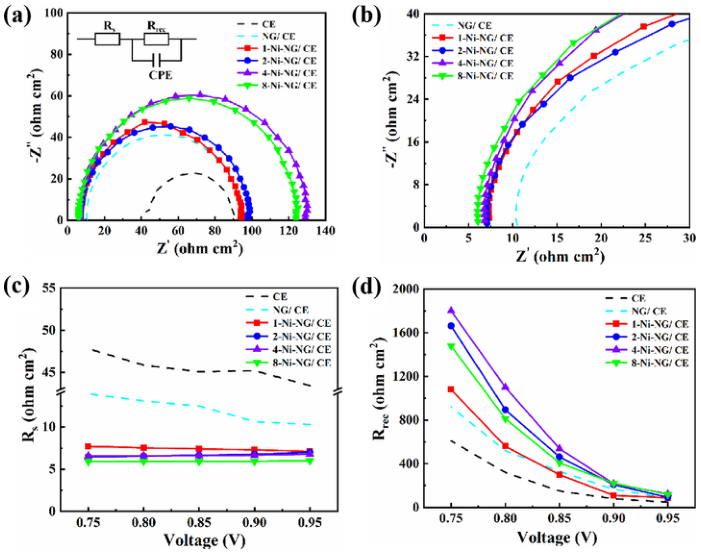 (a)
R_s
R_rec
CPE
CE
NG/ CE
1-Ni-NG/ CE
2-Ni-NG/ CE
4-Ni-NG/ CE
8-Ni-NG/ CE
-Z'' (ohm cm2)
100
80
60
40
20
0
0 20 40 60 80 100 120 140
Z' (ohm cm2)
(b)
NG/ CE
1-Ni-NG/ CE
2-Ni-NG/ CE
4-Ni-NG/ CE
8-Ni-NG/ CE
-Z'' (ohm cm2)
40
32
24
16
8
0
0 5 10 15 20 25 30
Z' (ohm cm2)
(c)
CE
NG/ CE
1-Ni-NG/ CE
2-Ni-NG/ CE
4-Ni-NG/ CE
8-Ni-NG/ CE
R_s (ohm cm2)
55
50
45
10
5
0
0.75 0.80 0.85 0.90 0.95
Voltage (V)
(d)
CE
NG/ CE
1-Ni-NG/ CE
2-Ni-NG/ CE
4-Ni-NG/ CE
8-Ni-NG/ CE
R_rec (ohm cm2)
2000
1600
1200
800
400
0
0.75 0.80 0.85 0.90 0.95
Voltage (V)